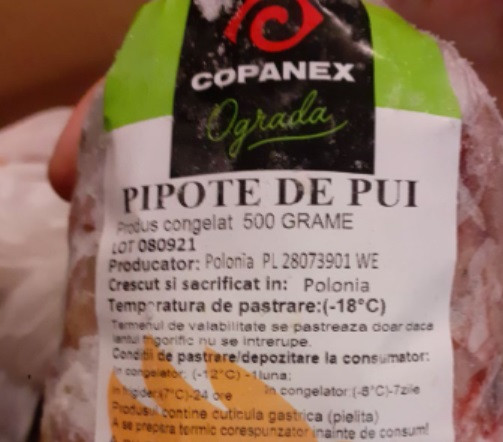 COPANEX
Ograda
PIPOTE DE PUI
Produs congelat 500 GRAME
LOT 080921
Producator: Polonia PL 28073901 WE
Crescut si sacrificat in: Polonia
Temperatura de pastrare:(-18°C)
Termenul de valabilitate se pastreaza doar daca
lantul frigorific nu se intrerupe.
Conditii de pastrare/depozitare la consumator:
In congelator: (-12°C) -1luna;
In frigider(7°C)-24 ore In congelator:(-8°C)-7zile
Produsul contine cuticula gastrica (pielita)
A se prepara termic corespunzator inainte de consum!